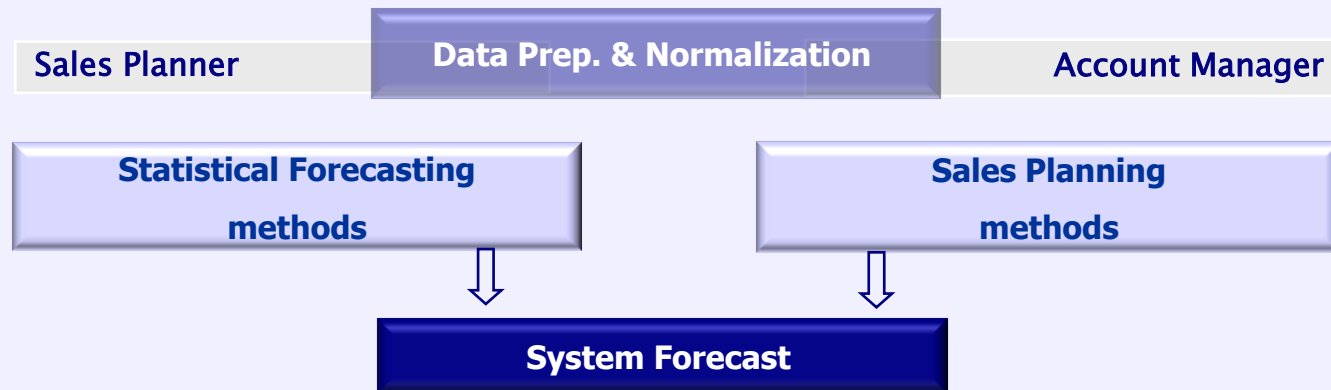 Data Prep. & Normalization
Sales Planner
Account Manager
Statistical Forecasting
methods
Sales Planning
methods
System Forecast